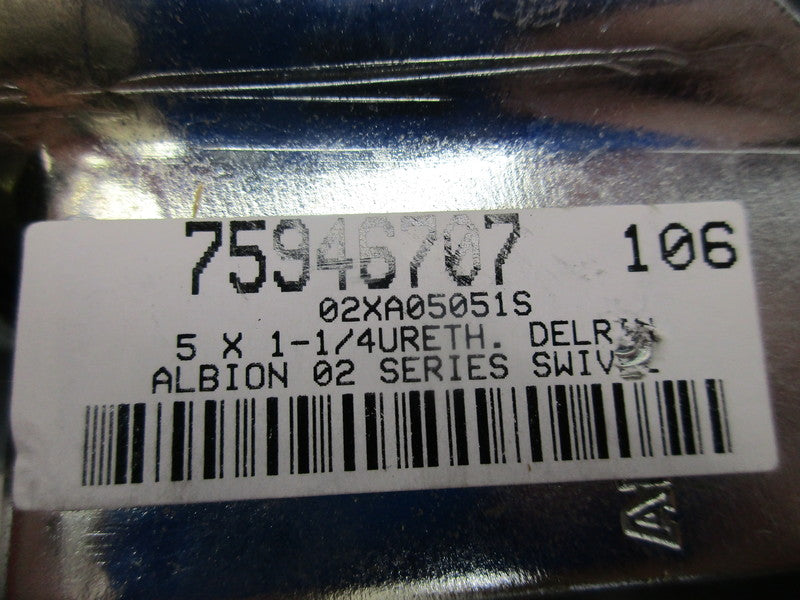 75946707 106
02XA05051S
5 X 1-1/4URETH.
ALBION 02 SERIES